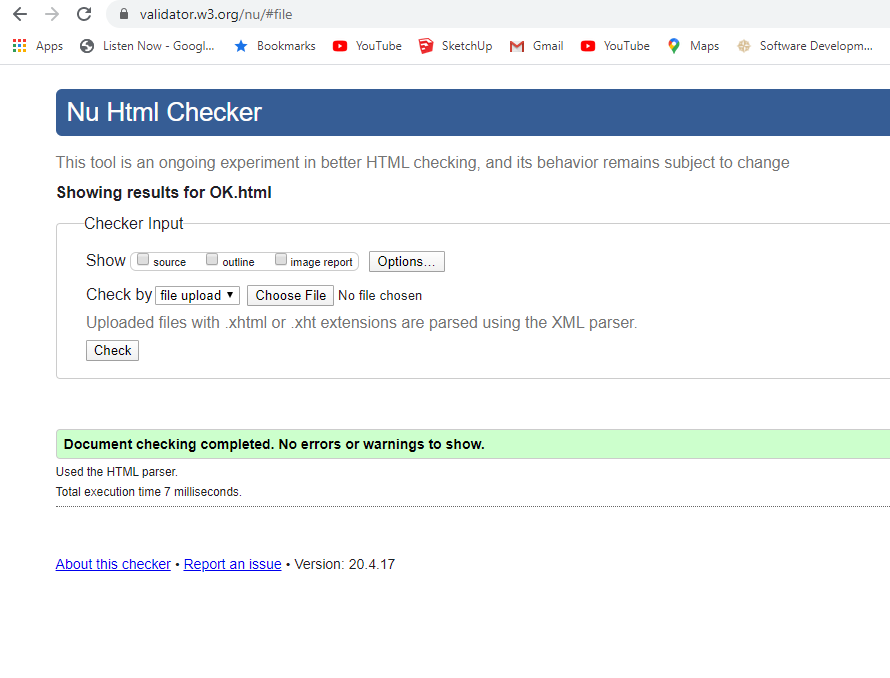 validator.w3.org/nu/#file
Apps Listen Now - Googl... Bookmarks YouTube SketchUp Gmail YouTube Maps Software Developm...
Nu Html Checker
This tool is an ongoing experiment in better HTML checking, and its behavior remains subject to change
Showing results for OK.html
Checker Input
Show source outline image report Options...
Check by file upload ▼ Choose File No file chosen
Uploaded files with .xhtml or .xht extensions are parsed using the XML parser.
Check
Document checking completed. No errors or warnings to show.
Used the HTML parser.
Total execution time 7 milliseconds.
About this checker • Report an issue • Version: 20.4.17